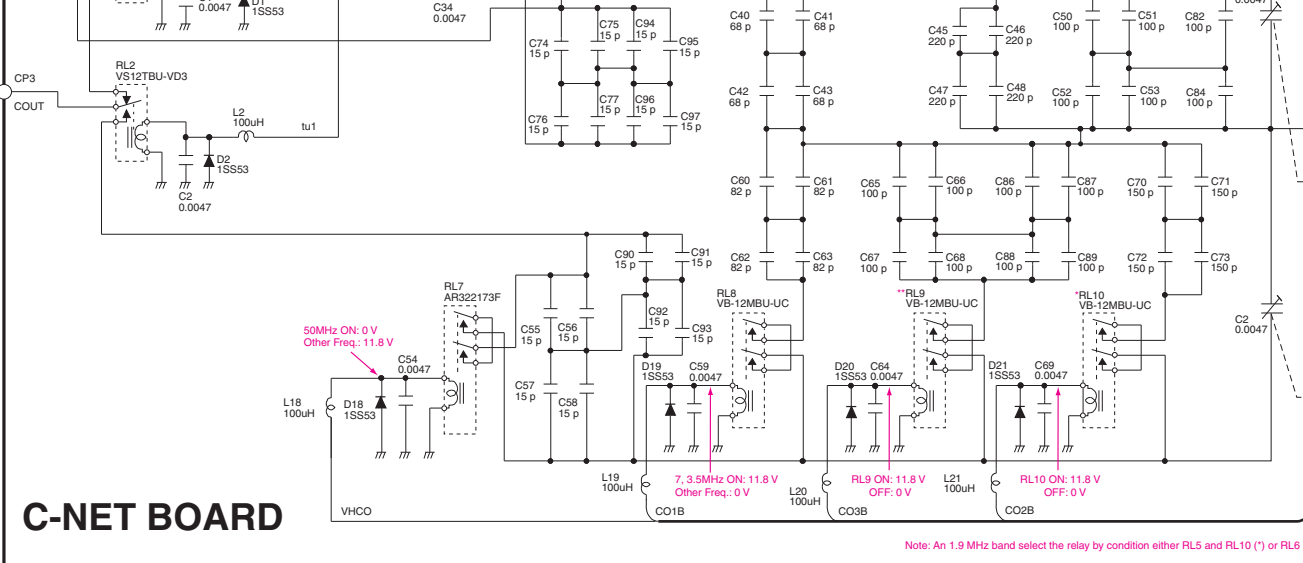 0.0047
D1
1SS53
C34
0.0047
C74
15 p
C75
15 p
C94
15 p
C95
15 p
C40
68 p
C41
68 p
C45
220 p
C46
220 p
C50
100 p
C51
100 p
C82
100 p
RL2
VS12TBU-VD3
CP3
COUT
L2
100uH
tu1
C76
15 p
C77
15 p
C96
15 p
C97
15 p
C42
68 p
C43
68 p
C47
220 p
C48
220 p
C52
100 p
C53
100 p
C84
100 p
D2
1SS53
C2
0.0047
C60
82 p
C61
82 p
C65
100 p
C66
100 p
C86
100 p
C87
100 p
C70
150 p
C71
150 p
C90
15 p
C91
15 p
C62
82 p
C63
82 p
C67
100 p
C68
100 p
C88
100 p
C89
100 p
C72
150 p
C73
150 p
RL7
AR322173F
RL8
VB-12MBU-UC
**RL9
VB-12MBU-UC
*RL10
VB-12MBU-UC
50MHz ON: 0 V
Other Freq.: 11.8 V
C55
15 p
C56
15 p
C92
15 p
C93
15 p
C2
0.0047
C54
0.0047
D19
1SS53
C59
0.0047
D20
1SS53
C64
0.0047
D21
1SS53
C69
0.0047
L18
100uH
D18
1SS53
C57
15 p
C58
15 p
L19
100uH
7, 3.5MHz ON: 11.8 V
Other Freq.: 0 V
L20
100uH
RL9 ON: 11.8 V
OFF: 0 V
L21
100uH
RL10 ON: 11.8 V
OFF: 0 V
C-NET BOARD
VHCO
CO1B
CO3B
CO2B
Note: An 1.9 MHz band select the relay by condition either RL5 and RL10 (*) or RL6